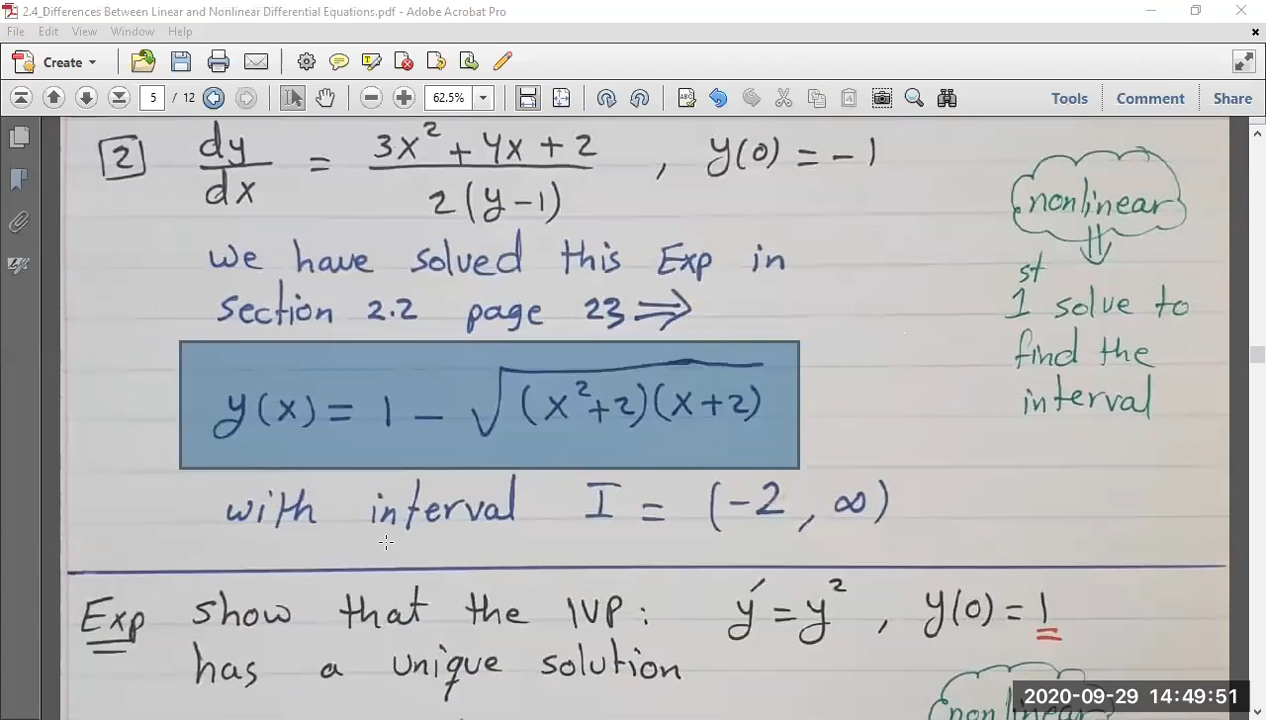 2.4_Differences Between Linear and Nonlinear Differential Equations.pdf - Adobe Acrobat Pro
File Edit View Window Help
Create
5 / 12 62.5% Tools Comment Share
2 dy/dx = (3x² + 4x + 2) / (2(y-1)) , y(0) = -1
nonlinear
⇓
we have solved this Exp in
section 2.2 page 23 ⇒
1st solve to
find the
interval
y(x) = 1 - √((x²+2)(x+2))
with interval I = (-2, ∞)
Exp show that the IVP: y' = y² , y(0) = 1
has a unique solution
nonlinear
2020-09-29 14:49:51